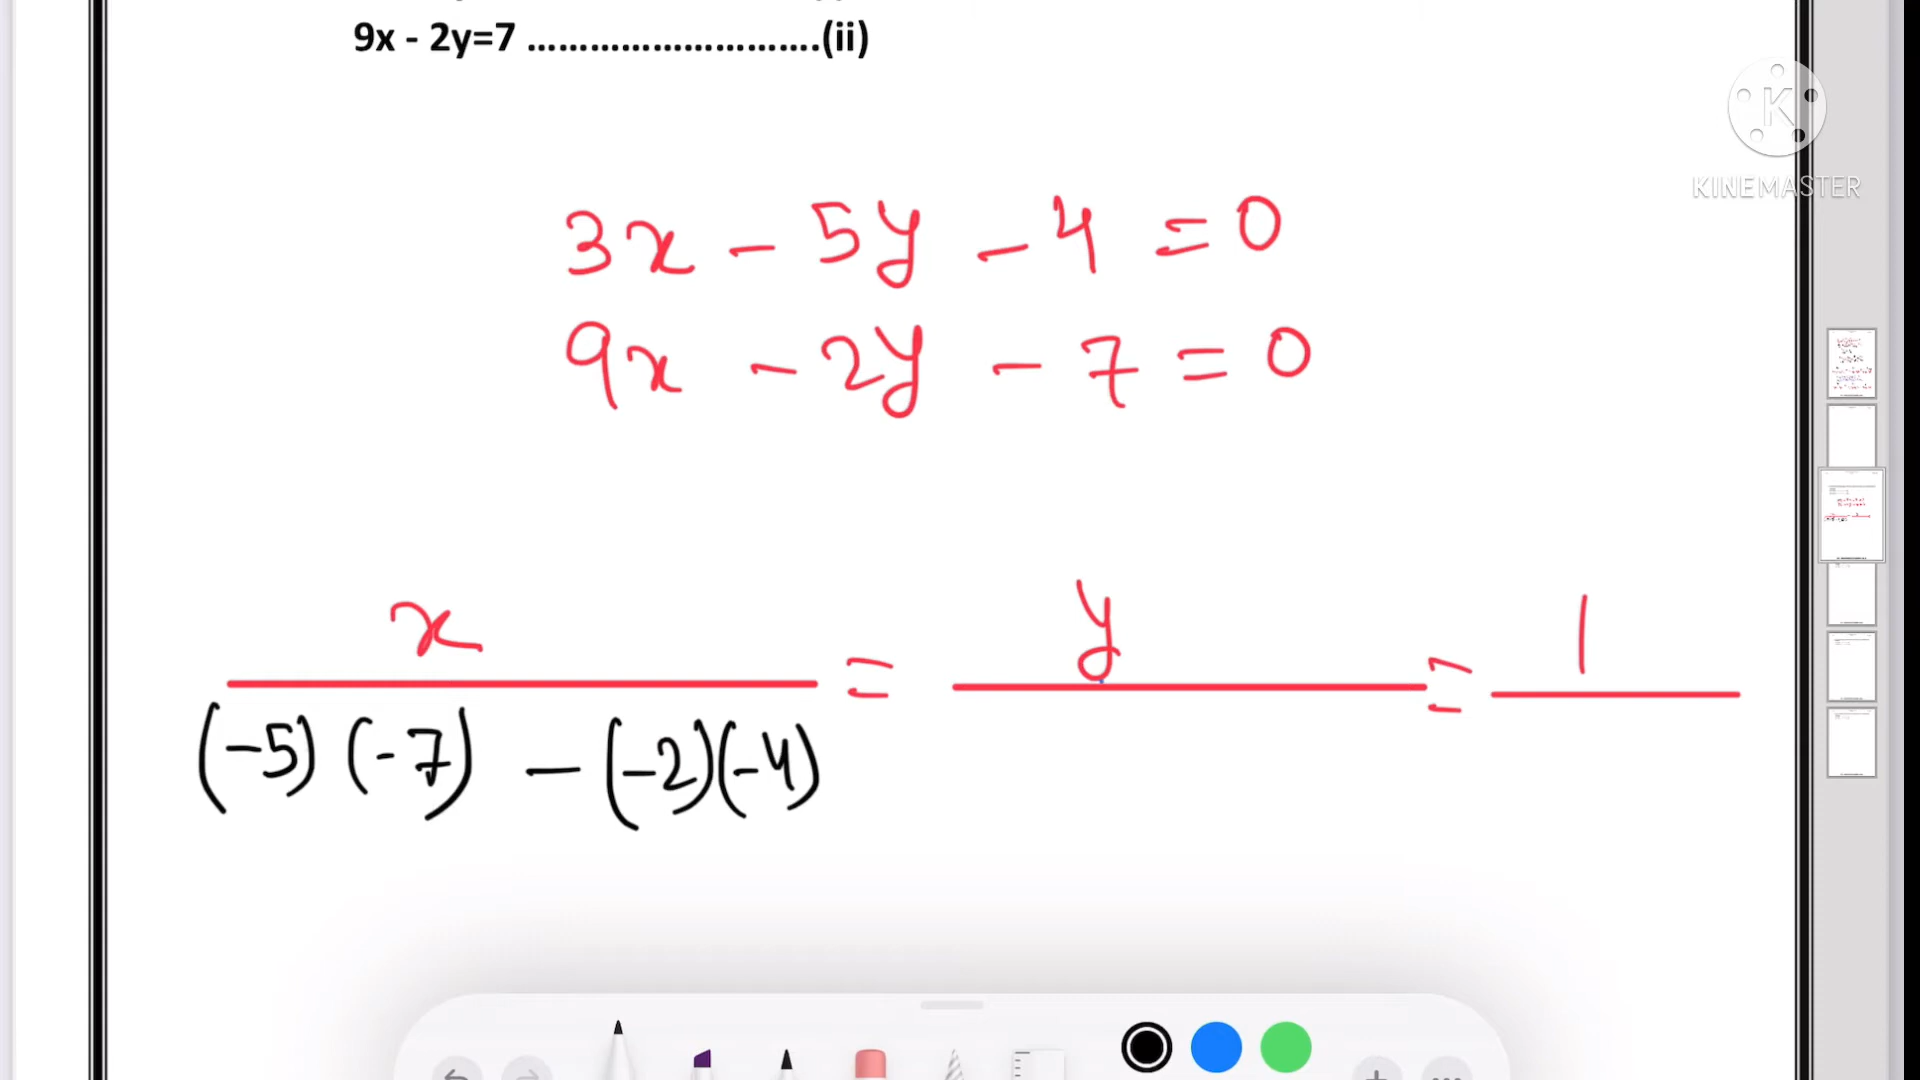 9x - 2y=7 ............................(ii)
K
KINEMASTER
3x - 5y - 4 = 0
9x - 2y - 7 = 0
x = y = 1
(-5) (-7) - (-2)(-4)